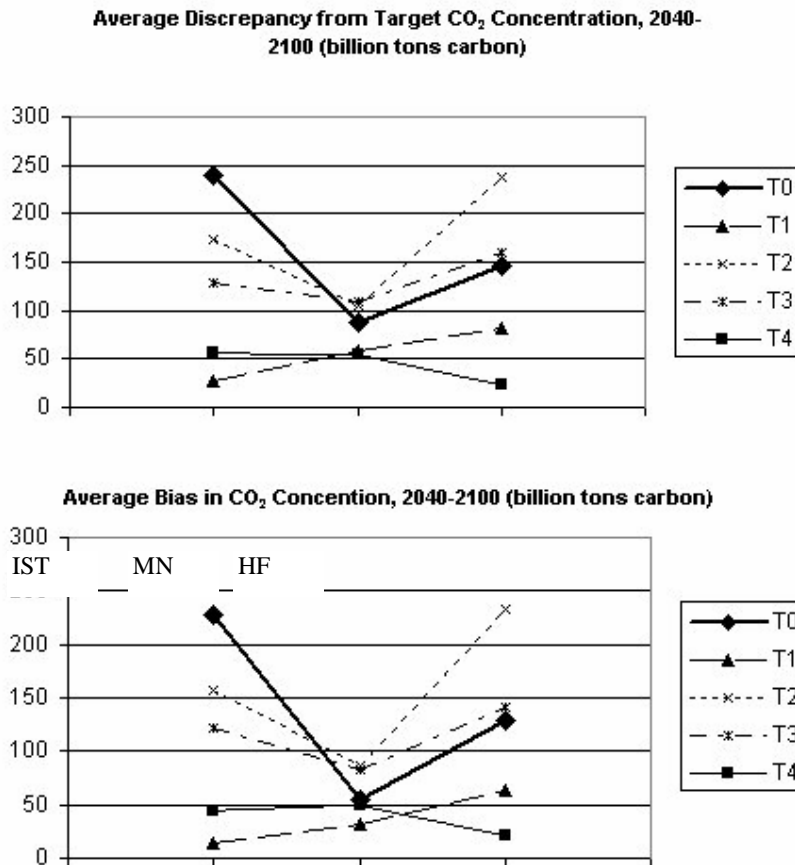 Average Discrepancy from Target CO₂ Concentration, 2040-
2100 (billion tons carbon)
300
250
200
150
100
50
0
T0
T1
T2
T3
T4
Average Bias in CO₂ Concention, 2040-2100 (billion tons carbon)
300
IST MN HF
200
150
100
50
0
T0
T1
T2
T3
T4